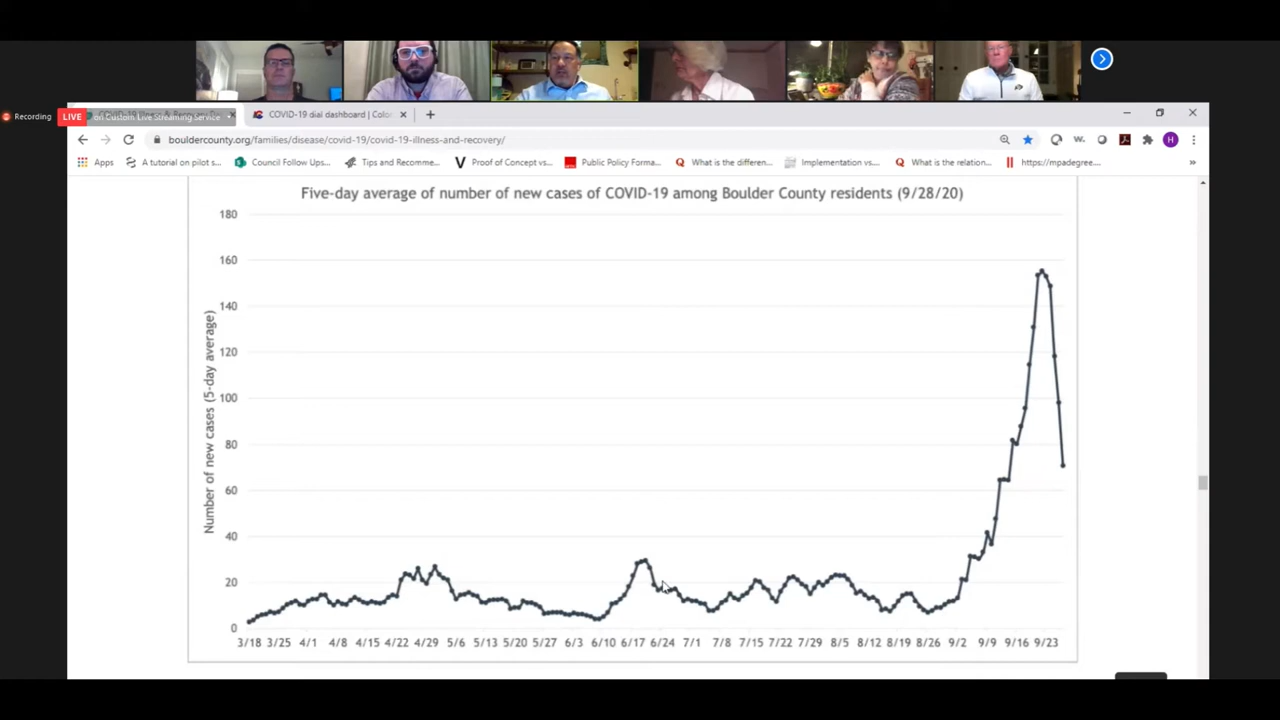 Recording
LIVE on Custom Live Streaming Service
COVID-19 dial dashboard | Colo
bouldercounty.org/families/disease/covid-19/covid-19-illness-and-recovery/
Apps A tutorial on pilot s... Council Follow Ups... Tips and Recomme... Proof of Concept vs... Public Policy Forma... What is the differen... Implementation vs... What is the relation... https://mpadegree... »
Five-day average of number of new cases of COVID-19 among Boulder County residents (9/28/20)
Number of new cases (5-day average)
180
160
140
120
100
80
60
40
20
0
3/18 3/25 4/1 4/8 4/15 4/22 4/29 5/6 5/13 5/20 5/27 6/3 6/10 6/17 6/24 7/1 7/8 7/15 7/22 7/29 8/5 8/12 8/19 8/26 9/2 9/9 9/16 9/23